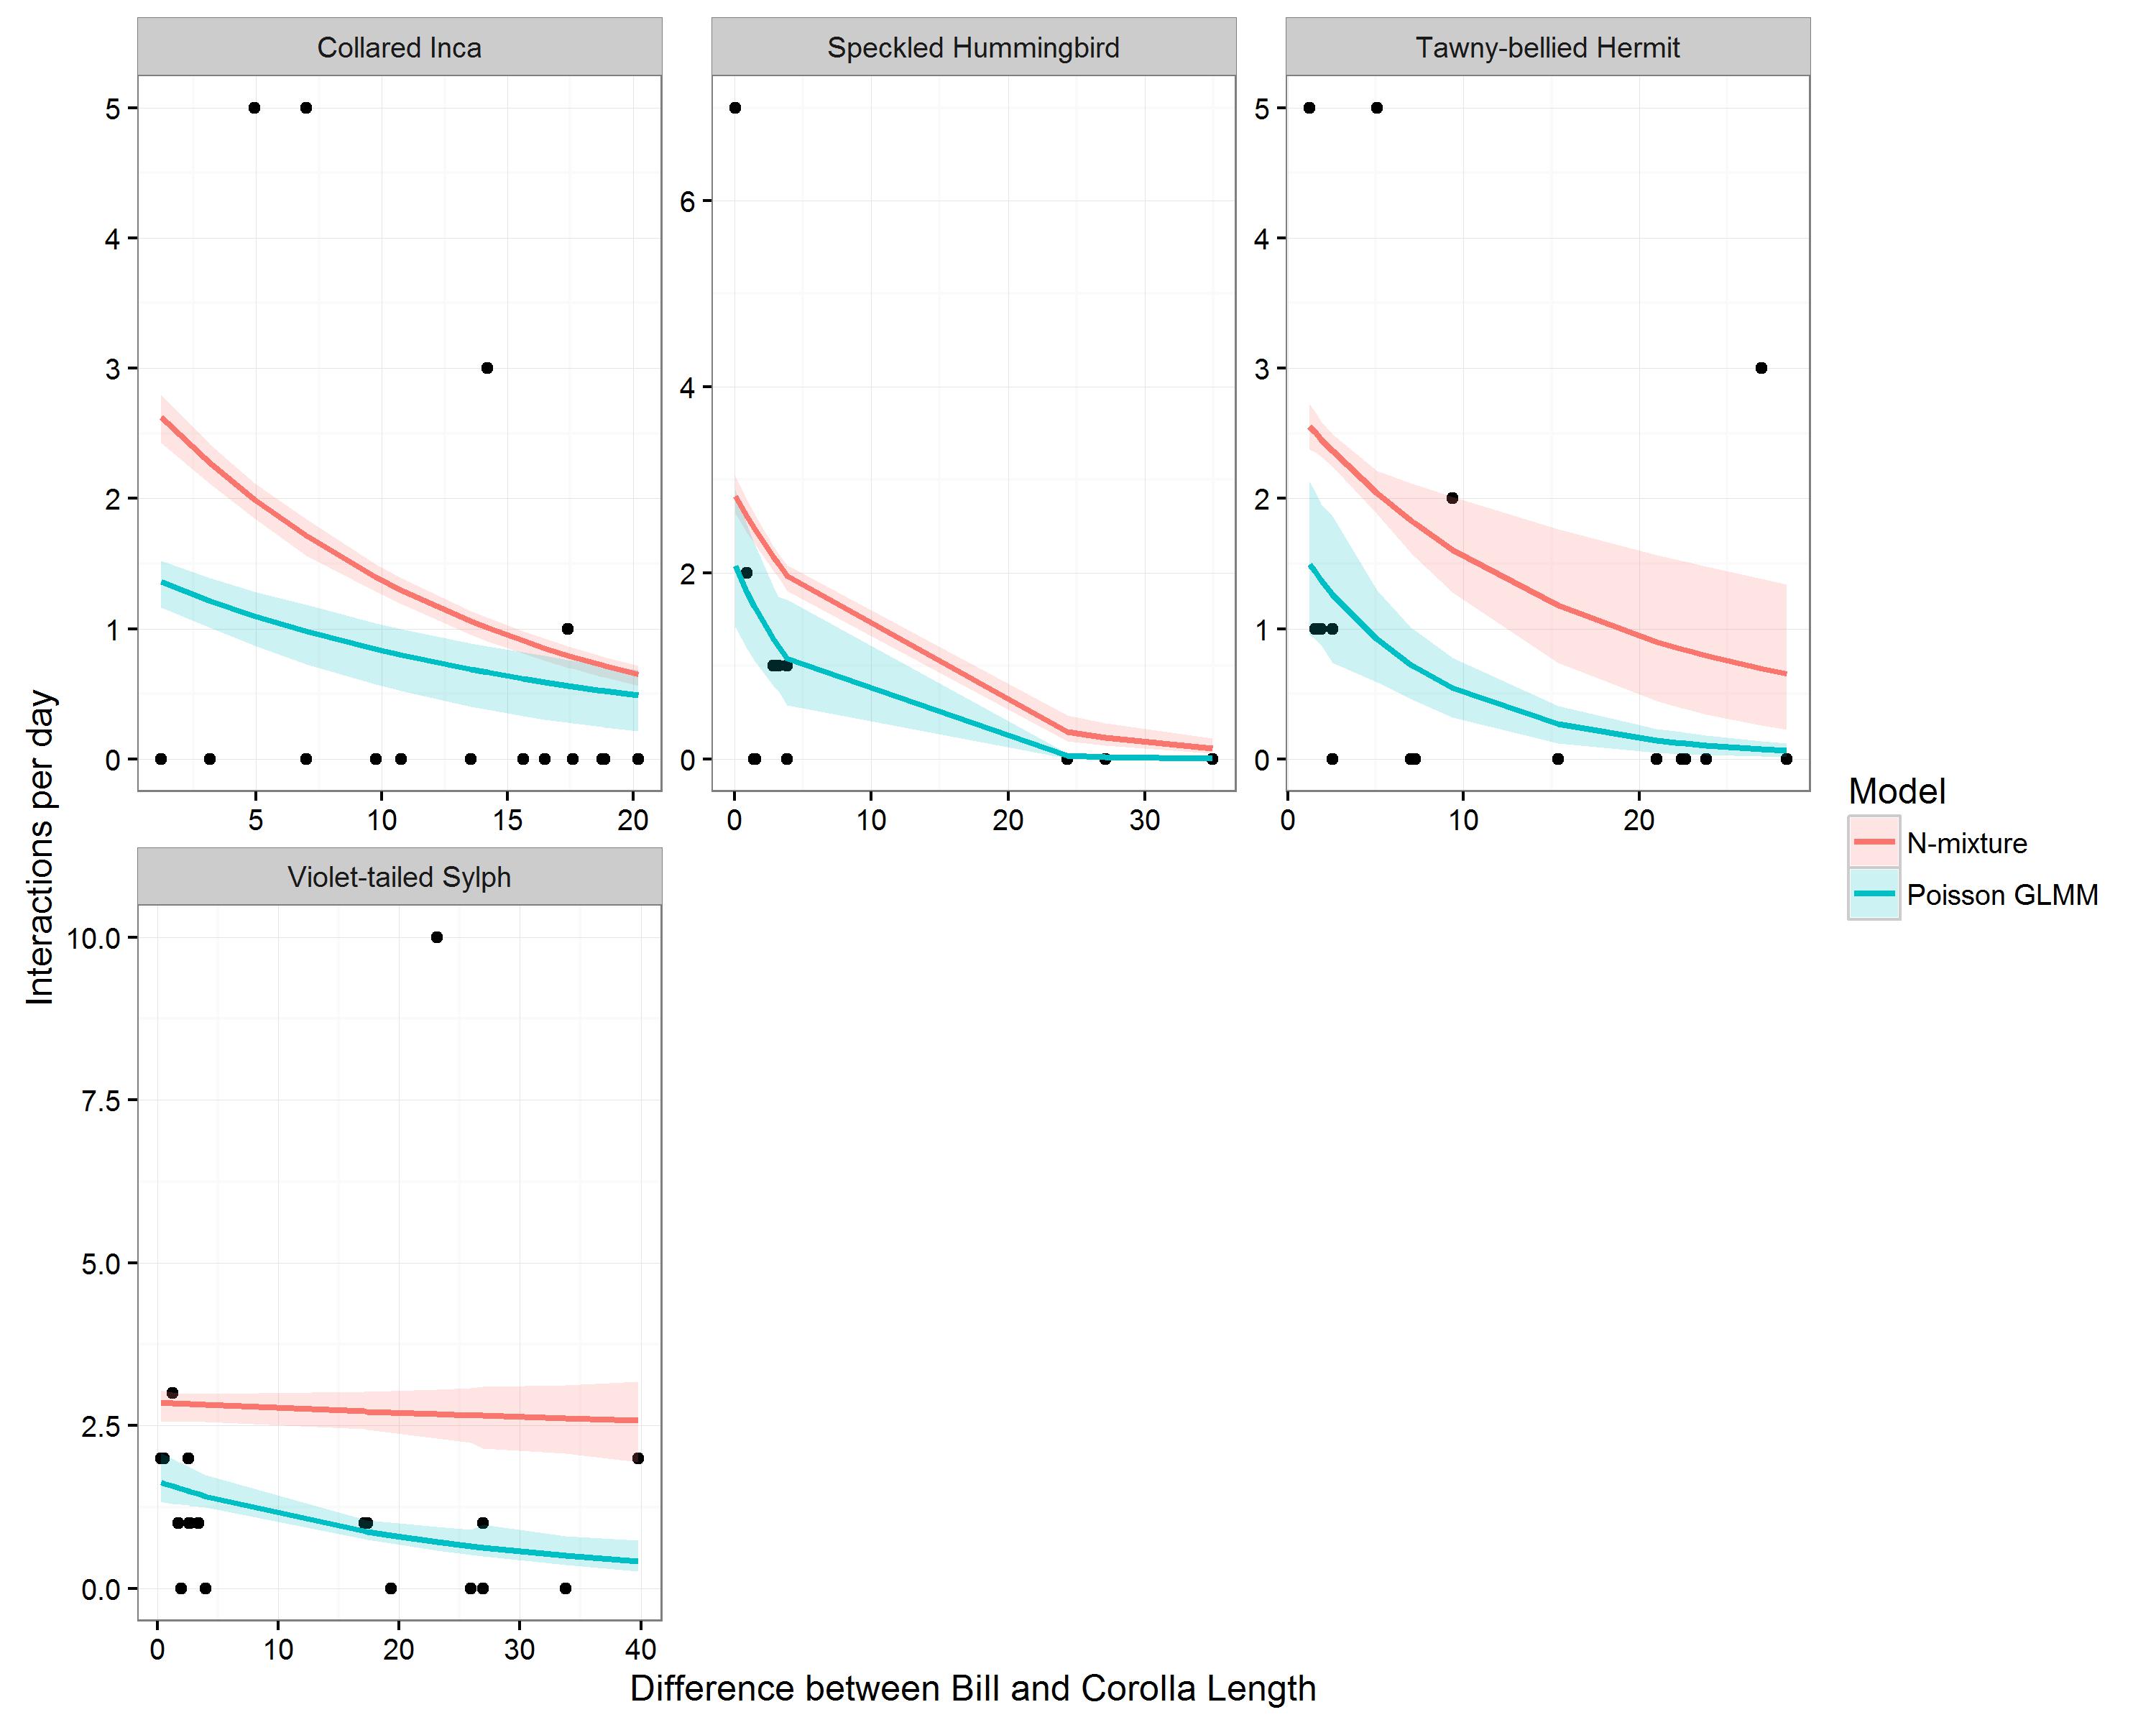 Collared Inca
Speckled Hummingbird
Tawny-bellied Hermit
5
4
3
2
1
0
5 10 15 20
6
4
2
0
0 10 20 30
5
4
3
2
1
0
0 10 20
Violet-tailed Sylph
10.0
7.5
5.0
2.5
0.0
0 10 20 30 40
Interactions per day
Difference between Bill and Corolla Length
Model
N-mixture
Poisson GLMM